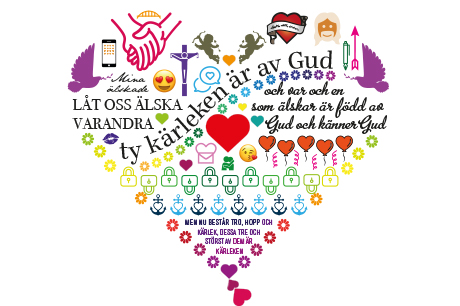 Mina
älskade
LÅT OSS ÄLSKA
VARANDRA
ty kärleken är av Gud
och var och en
som älskar är född av
Gud och känner Gud
MEN NU BESTÅR TRO, HOPP OCH
KÄRLEK, DESSA TRE OCH
STÖRST AV DEM ÄR
KÄRLEKEN